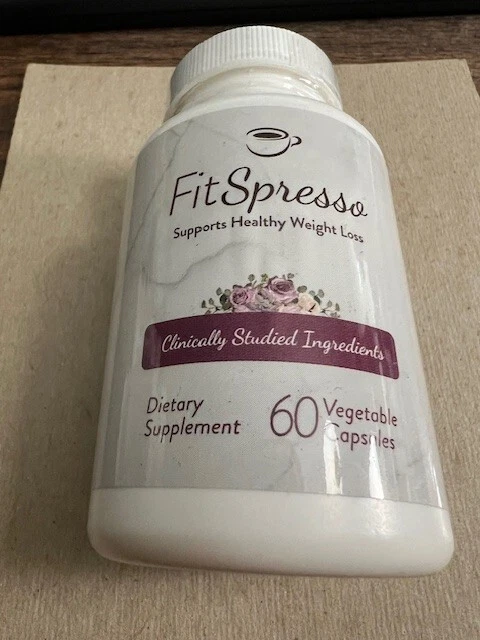 FitSpresso
Supports Healthy Weight Loss
Clinically Studied Ingredients
Dietary
Supplement
60 Vegetable
Capsules